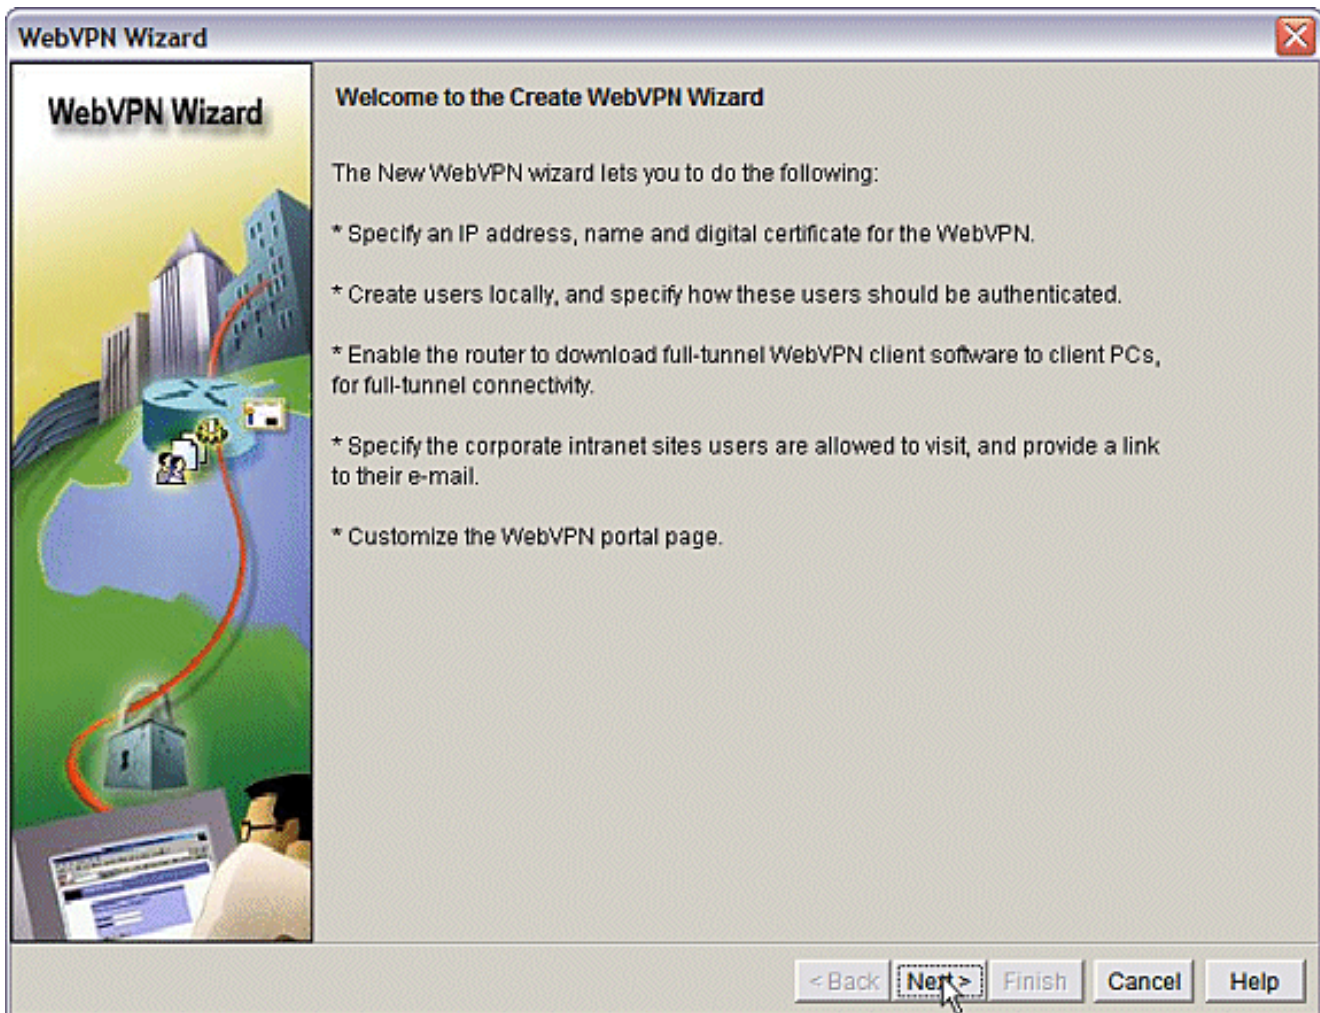 WebVPN Wizard
WebVPN Wizard
Welcome to the Create WebVPN Wizard
The New WebVPN wizard lets you to do the following:
* Specify an IP address, name and digital certificate for the WebVPN.
* Create users locally, and specify how these users should be authenticated.
* Enable the router to download full-tunnel WebVPN client software to client PCs,
for full-tunnel connectivity.
* Specify the corporate intranet sites users are allowed to visit, and provide a link
to their e-mail.
* Customize the WebVPN portal page.
< Back Next > Finish Cancel Help